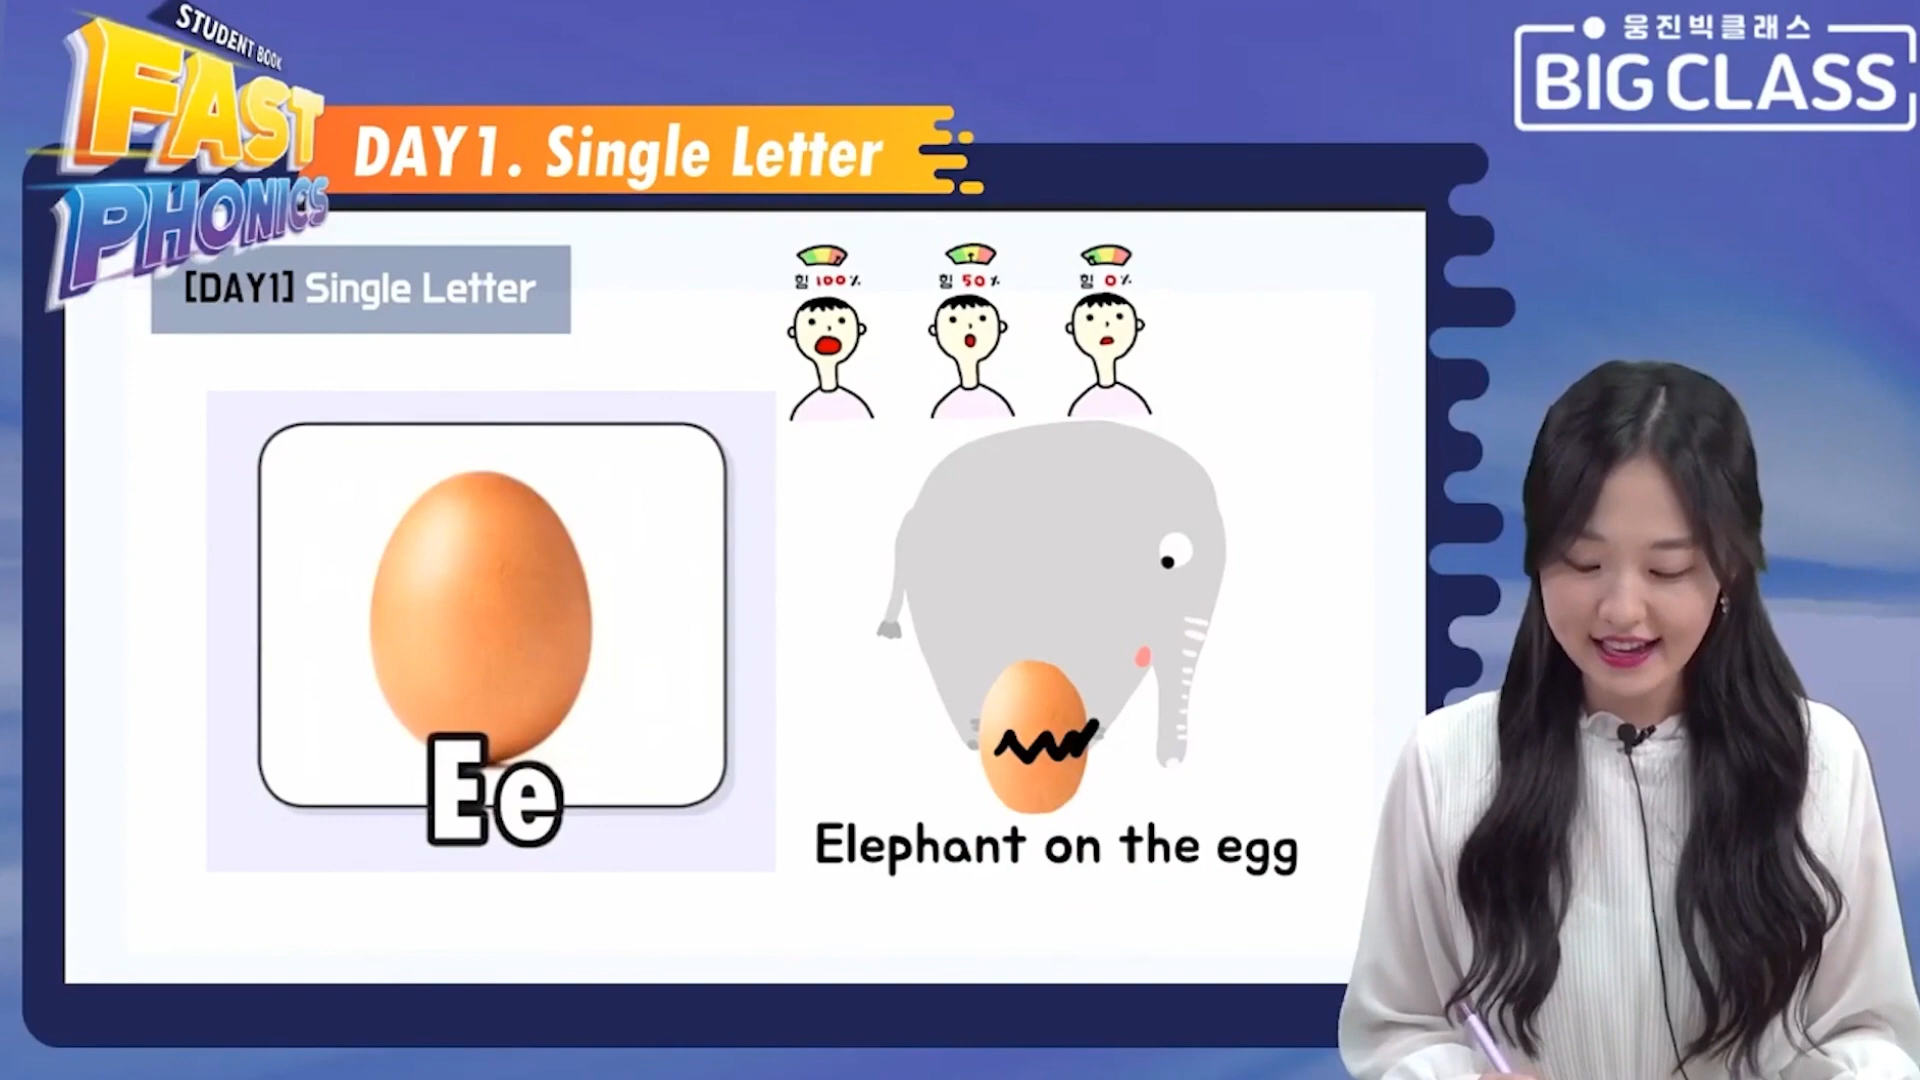 STUDENT BOOK
FAST
PHONICS
DAY1. Single Letter
웅진빅클래스
BIG CLASS
[DAY1] Single Letter
힘 100%
힘 50%
힘 0%
Ee
Elephant on the egg